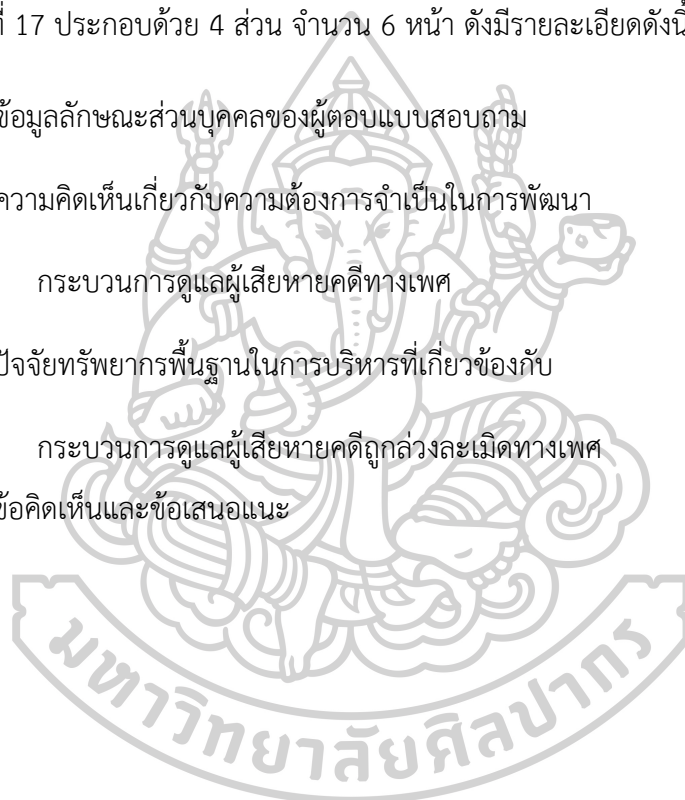 ที่ 17 ประกอบด้วย 4 ส่วน จำนวน 6 หน้า ดังมีรายละเอียดดังนี้
ข้อมูลลักษณะส่วนบุคคลของผู้ตอบแบบสอบถาม
ความคิดเห็นเกี่ยวกับความต้องการจำเป็นในการพัฒนา
กระบวนการดูแลผู้เสียหายคดีทางเพศ
ปัจจัยทรัพยากรพื้นฐานในการบริหารที่เกี่ยวข้องกับ
กระบวนการดูแลผู้เสียหายคดีถูกล่วงละเมิดทางเพศ
ข้อคิดเห็นและข้อเสนอแนะ
มหาวิทยาลัยศิลปากร